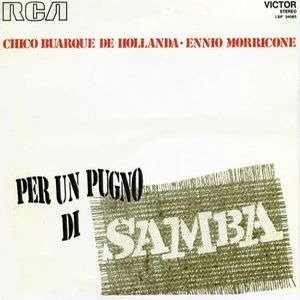 RCA
VICTOR
STEREO
LSP 34085
CHICO BUARQUE DE HOLLANDA · ENNIO MORRICONE
PER UN PUGNO
DI
SAMBA